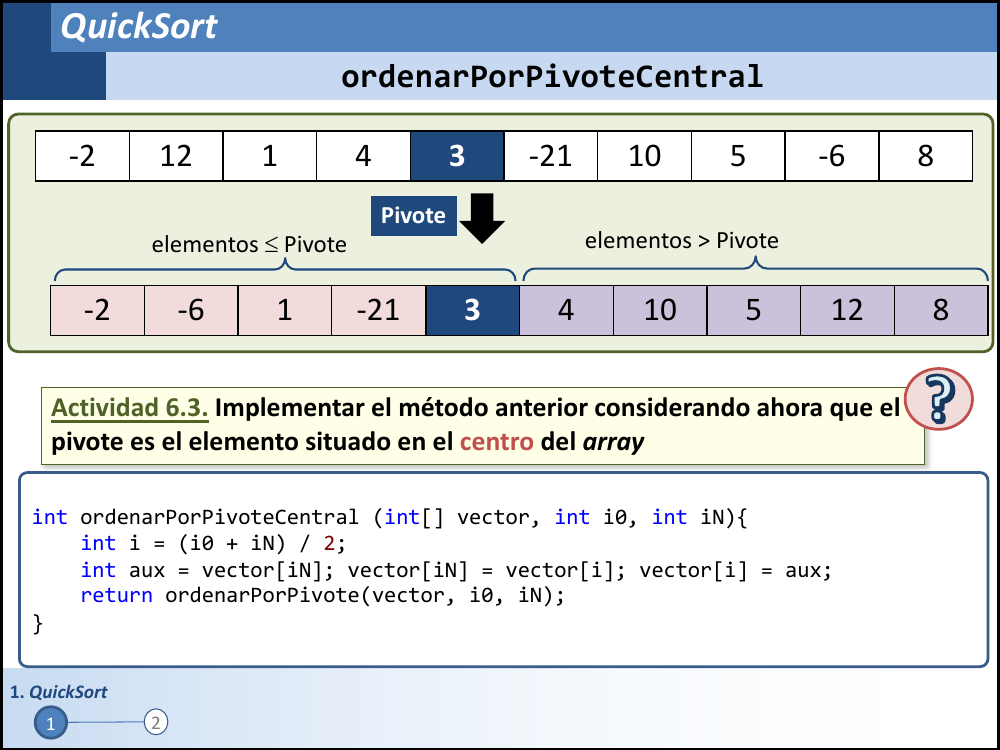 QuickSort
ordenarPorPivoteCentral
-2 12 1 4 3 -21 10 5 -6 8
Pivote
elementos ≤ Pivote
elementos > Pivote
-2 -6 1 -21 3 4 10 5 12 8
Actividad 6.3. Implementar el método anterior considerando ahora que el
pivote es el elemento situado en el centro del array
?
int ordenarPorPivoteCentral (int[] vector, int i0, int iN){
    int i = (i0 + iN) / 2;
    int aux = vector[iN]; vector[iN] = vector[i]; vector[i] = aux;
    return ordenarPorPivote(vector, i0, iN);
}
1. QuickSort
1 2